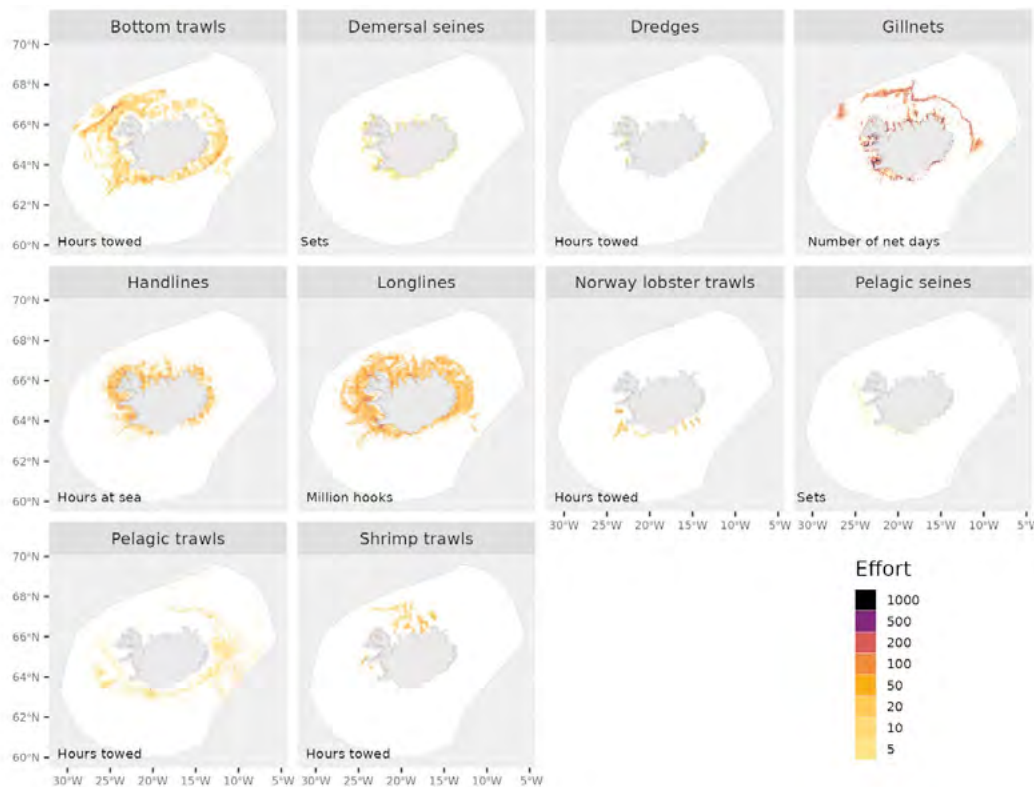 Bottom trawls Demersal seines Dredges Gillnets
70°N
68°N
66°N
64°N
62°N
60°N
Hours towed Sets Hours towed Number of net days
Handlines Longlines Norway lobster trawls Pelagic seines
70°N
68°N
66°N
64°N
62°N
60°N
Hours at sea Million hooks Hours towed Sets
30°W 25°W 20°W 15°W 10°W 5°W 30°W 25°W 20°W 15°W 10°W 5°W
Pelagic trawls Shrimp trawls
70°N
68°N
66°N
64°N
62°N
60°N
Hours towed Hours towed
30°W 25°W 20°W 15°W 10°W 5°W 30°W 25°W 20°W 15°W 10°W 5°W
Effort
1000
500
200
100
50
20
10
5